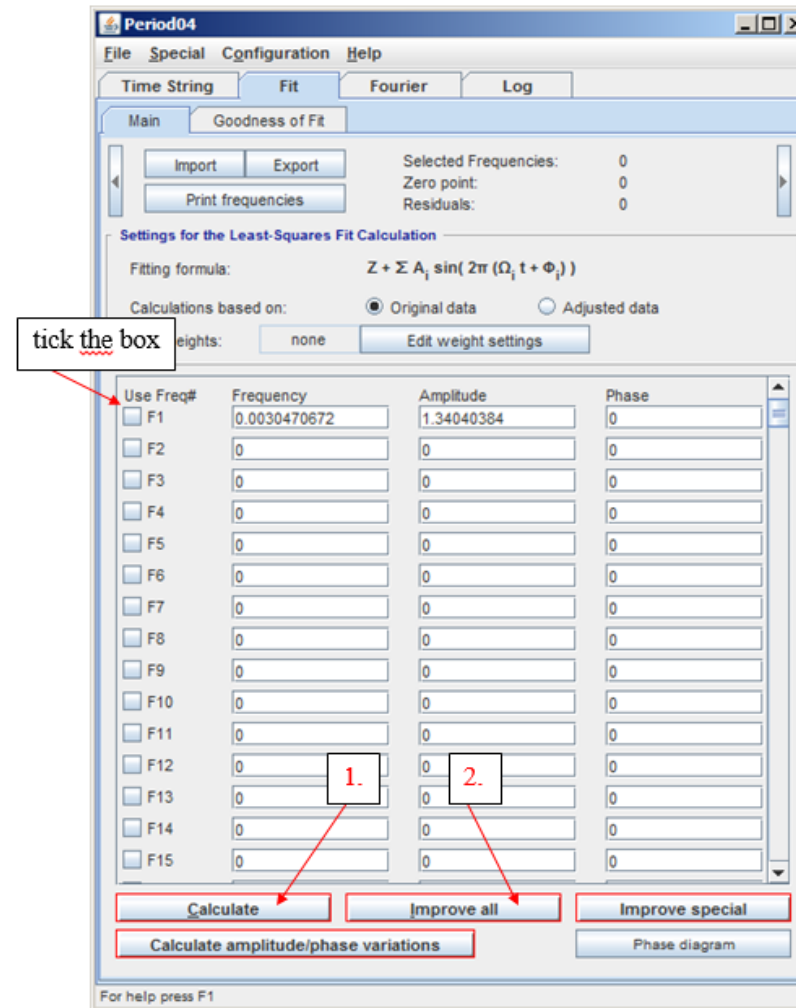 Period04
File Special Configuration Help
Time String Fit Fourier Log
Main Goodness of Fit
Import Export Selected Frequencies: 0
Zero point: 0
Print frequencies Residuals: 0
Settings for the Least-Squares Fit Calculation
Fitting formula: Z + Σ Ai sin( 2π (Ωi t + Φi) )
Calculations based on: Original data Adjusted data
tick the box eights: none Edit weight settings
Use Freq# Frequency Amplitude Phase
F1 0.0030470672 1.34040384 0
F2 0 0 0
F3 0 0 0
F4 0 0 0
F5 0 0 0
F6 0 0 0
F7 0 0 0
F8 0 0 0
F9 0 0 0
F10 0 0 0
F11 0 0 0
F12 0 0 0
1. 2.
F13 0 0 0
F14 0 0 0
F15 0 0 0
Calculate Improve all Improve special
Calculate amplitude/phase variations Phase diagram
For help press F1